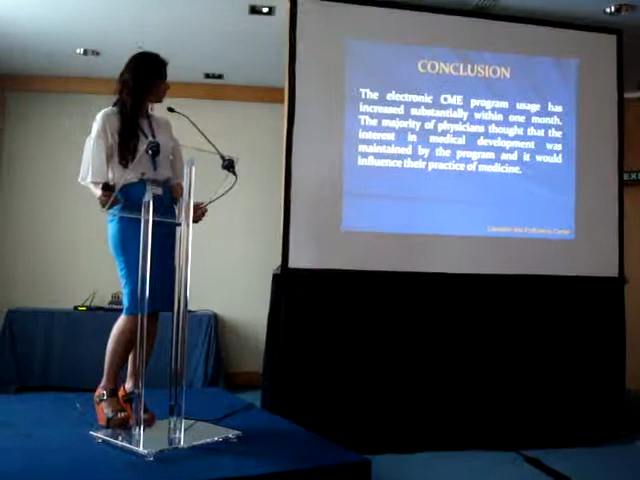 CONCLUSION
The electronic CME program usage has
increased substantially within one month.
The majority of physicians thought that the
interest in medical development was
maintained by the program and it would
influence their practice of medicine.